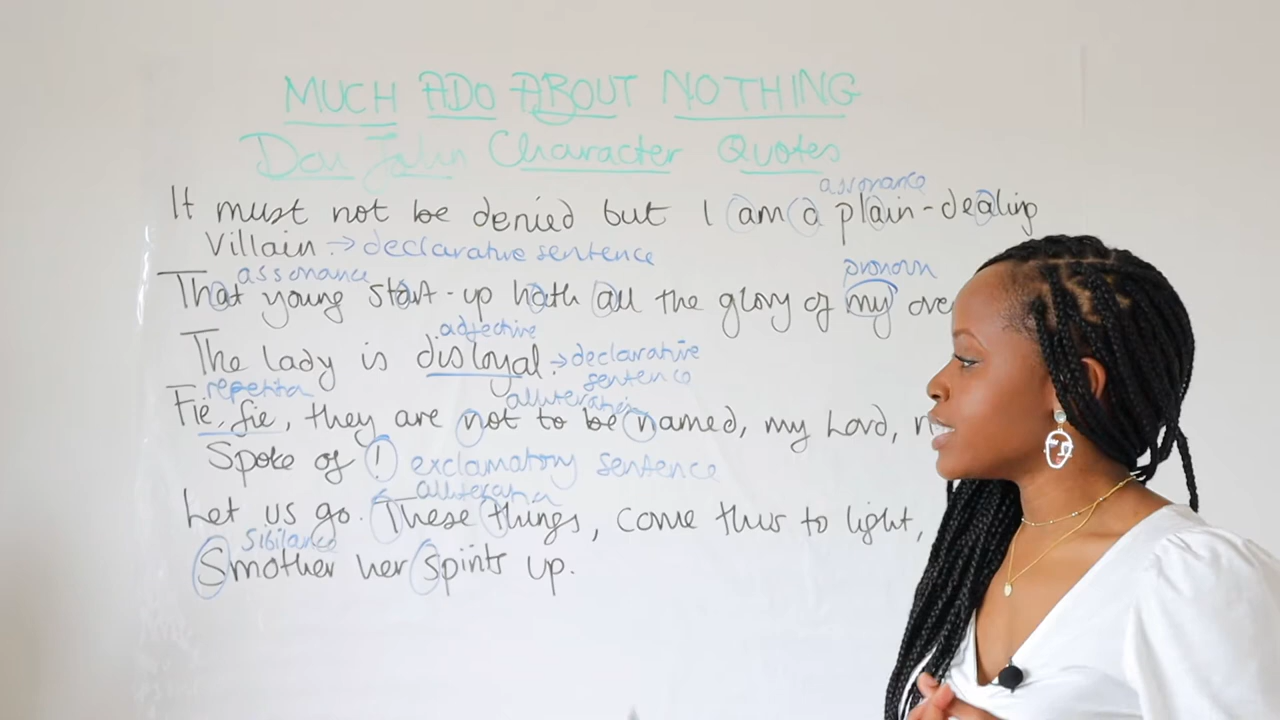 MUCH ADO ABOUT NOTHING
Don John Character Quotes
assonance
It must not be denied but I am a plain-dealing
Villain. → declarative sentence
assonance pronoun
That young start-up hath all the glory of my
adjective
The lady is disloyal. → declarative
sentence
repetition alliteration
Fie, fie, they are not to be named, my Lord,
Spoke of ! exclamatory sentence
alliteration
Let us go. These things, come thus to light,
Sibilance
Smother her Spirits up.